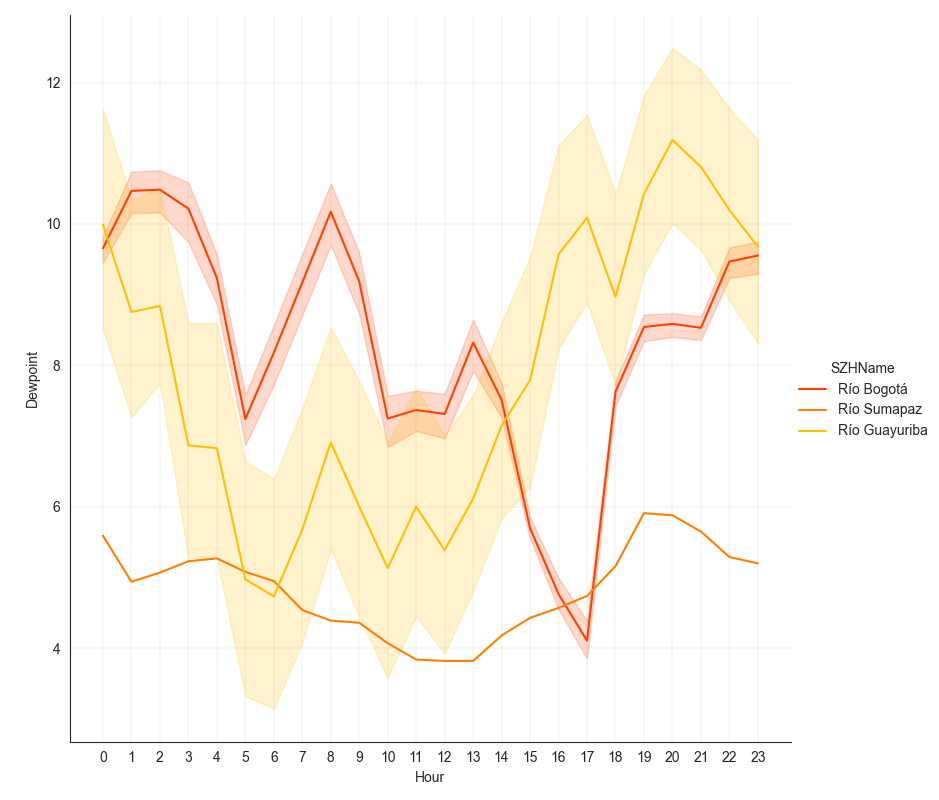 12
10
8
6
4
Dewpoint
0 1 2 3 4 5 6 7 8 9 10 11 12 13 14 15 16 17 18 19 20 21 22 23
Hour
SZHName
Río Bogotá
Río Sumapaz
Río Guayuriba